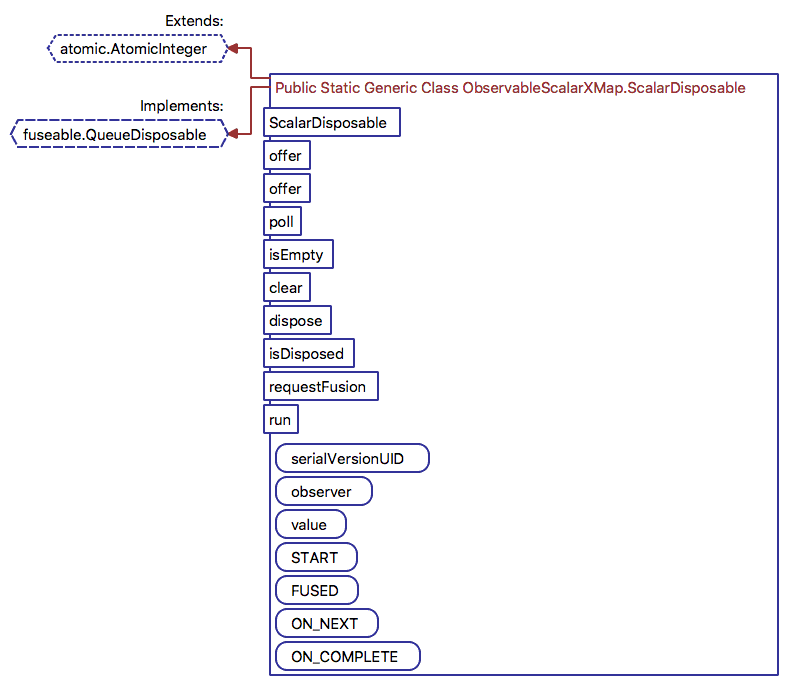 Extends:
atomic.AtomicInteger
Public Static Generic Class ObservableScalarXMap.ScalarDisposable
Implements:
fuseable.QueueDisposable
ScalarDisposable
offer
offer
poll
isEmpty
clear
dispose
isDisposed
requestFusion
run
serialVersionUID
observer
value
START
FUSED
ON_NEXT
ON_COMPLETE